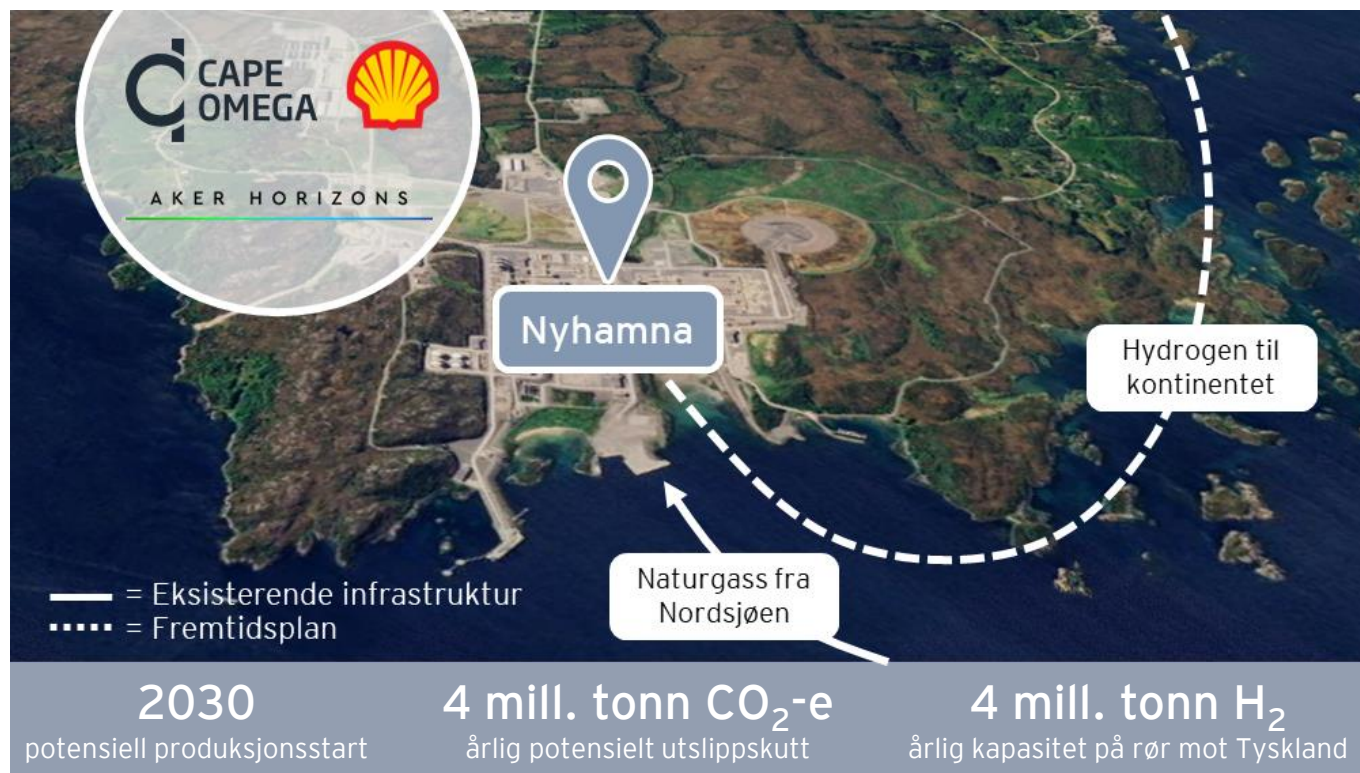 CAPE
OMEGA
AKER HORIZONS
Nyhamna
Hydrogen til
kontinentet
Naturgass fra
Nordsjøen
= Eksisterende infrastruktur
= Fremtidsplan
2030
potensiell produksjonsstart
4 mill. tonn CO₂-e
årlig potensielt utslippskutt
4 mill. tonn H₂
årlig kapasitet på rør mot Tyskland